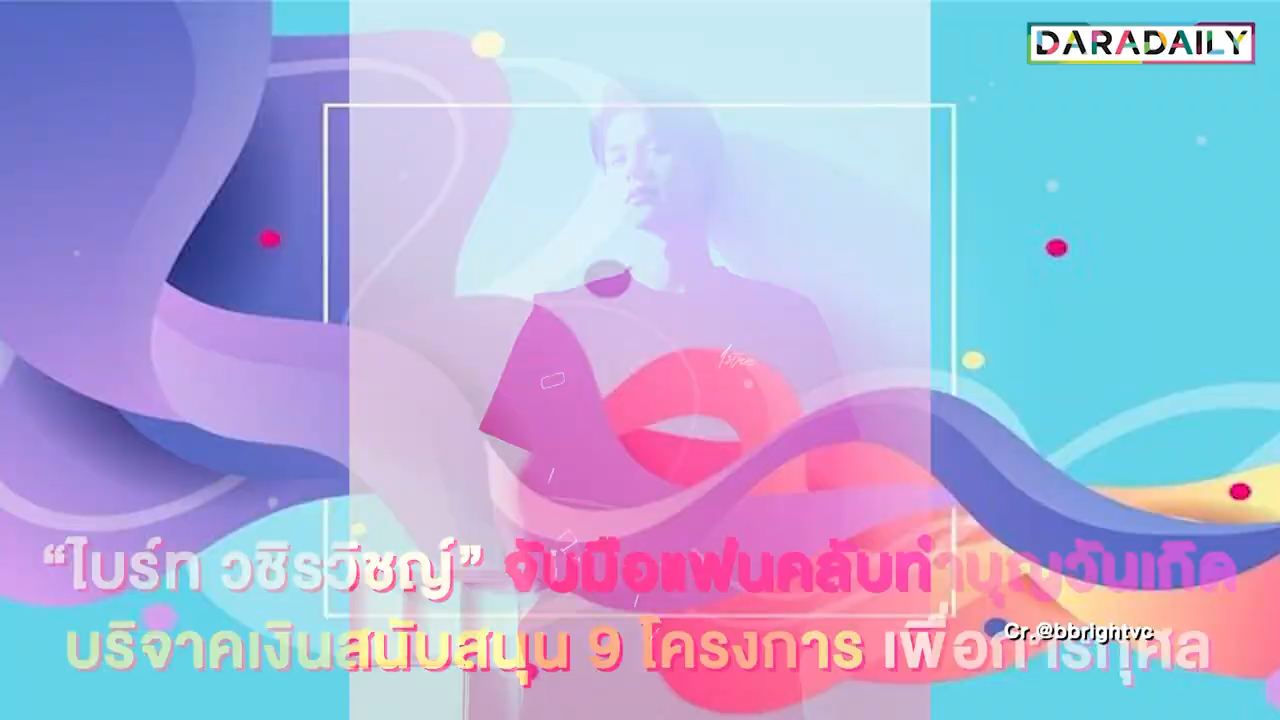 DARADAILY
“ไบร์ท วชิรวิชญ์” จับมือแฟนคลับทำบุญวันเกิด
Cr.@bbrightvc
บริจาคเงินสนับสนุน 9 โครงการ เพื่อการกุศล